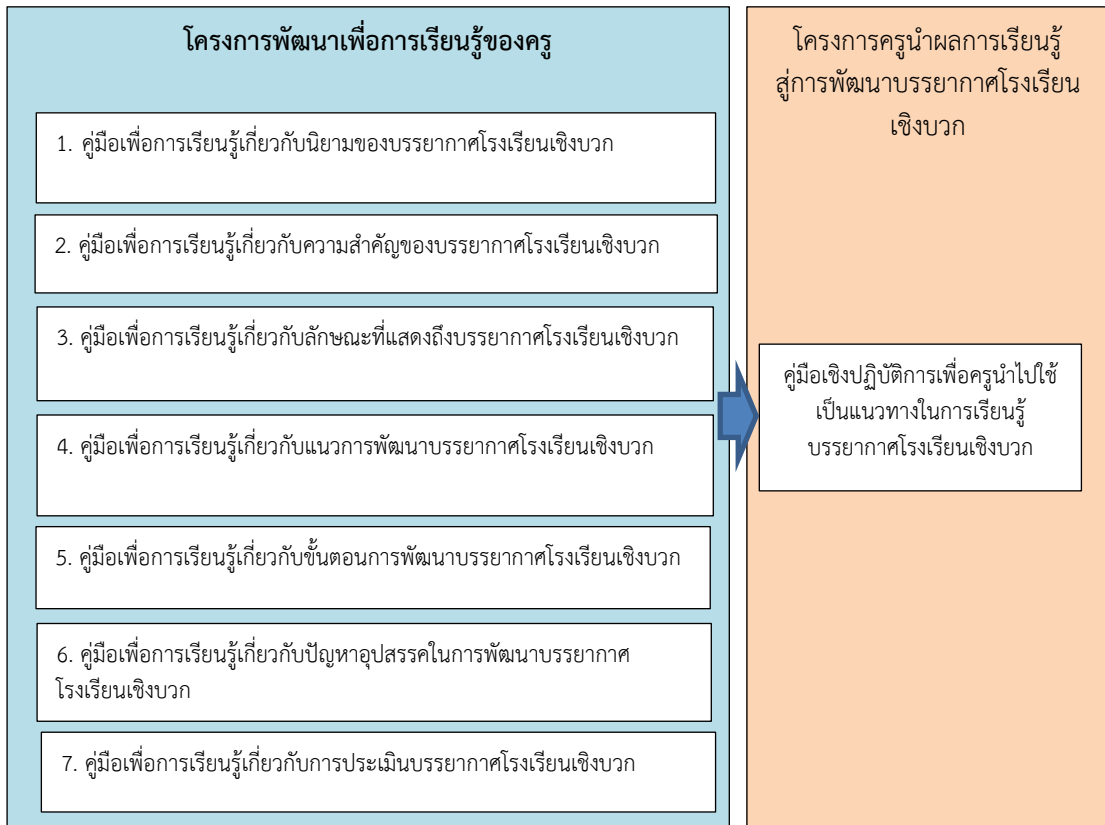 โครงการพัฒนาเพื่อการเรียนรู้ของครู
1. คู่มือเพื่อการเรียนรู้เกี่ยวกับนิยามของบรรยากาศโรงเรียนเชิงบวก
2. คู่มือเพื่อการเรียนรู้เกี่ยวกับความสำคัญของบรรยากาศโรงเรียนเชิงบวก
3. คู่มือเพื่อการเรียนรู้เกี่ยวกับลักษณะที่แสดงถึงบรรยากาศโรงเรียนเชิงบวก
4. คู่มือเพื่อการเรียนรู้เกี่ยวกับแนวการพัฒนาบรรยากาศโรงเรียนเชิงบวก
5. คู่มือเพื่อการเรียนรู้เกี่ยวกับขั้นตอนการพัฒนาบรรยากาศโรงเรียนเชิงบวก
6. คู่มือเพื่อการเรียนรู้เกี่ยวกับปัญหาอุปสรรคในการพัฒนาบรรยากาศ
โรงเรียนเชิงบวก
7. คู่มือเพื่อการเรียนรู้เกี่ยวกับการประเมินบรรยากาศโรงเรียนเชิงบวก
โครงการครูนำผลการเรียนรู้
สู่การพัฒนาบรรยากาศโรงเรียน
เชิงบวก
คู่มือเชิงปฏิบัติการเพื่อครูนำไปใช้
เป็นแนวทางในการเรียนรู้
บรรยากาศโรงเรียนเชิงบวก